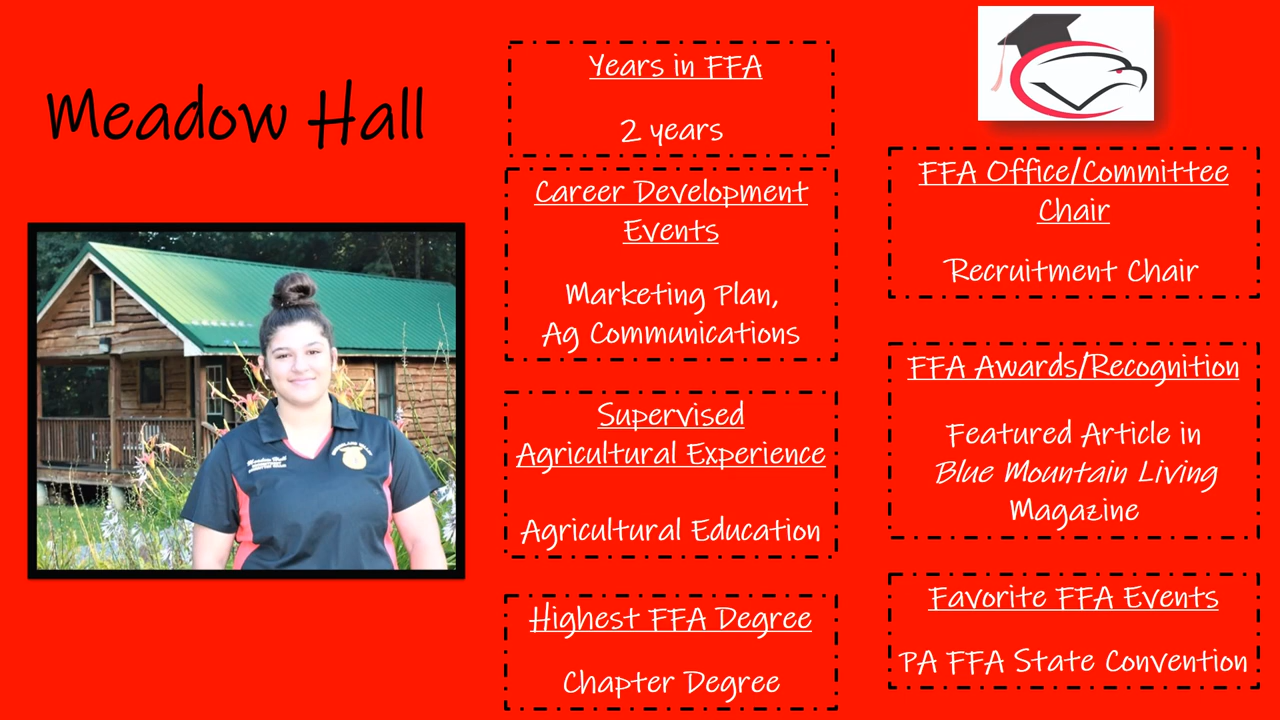 Meadow Hall
Years in FFA
2 years
Career Development
Events
Marketing Plan,
Ag Communications
Supervised
Agricultural Experience
Agricultural Education
Highest FFA Degree
Chapter Degree
FFA Office/Committee
Chair
Recruitment Chair
FFA Awards/Recognition
Featured Article in
Blue Mountain Living
Magazine
Favorite FFA Events
PA FFA State Convention
Meadow Hall